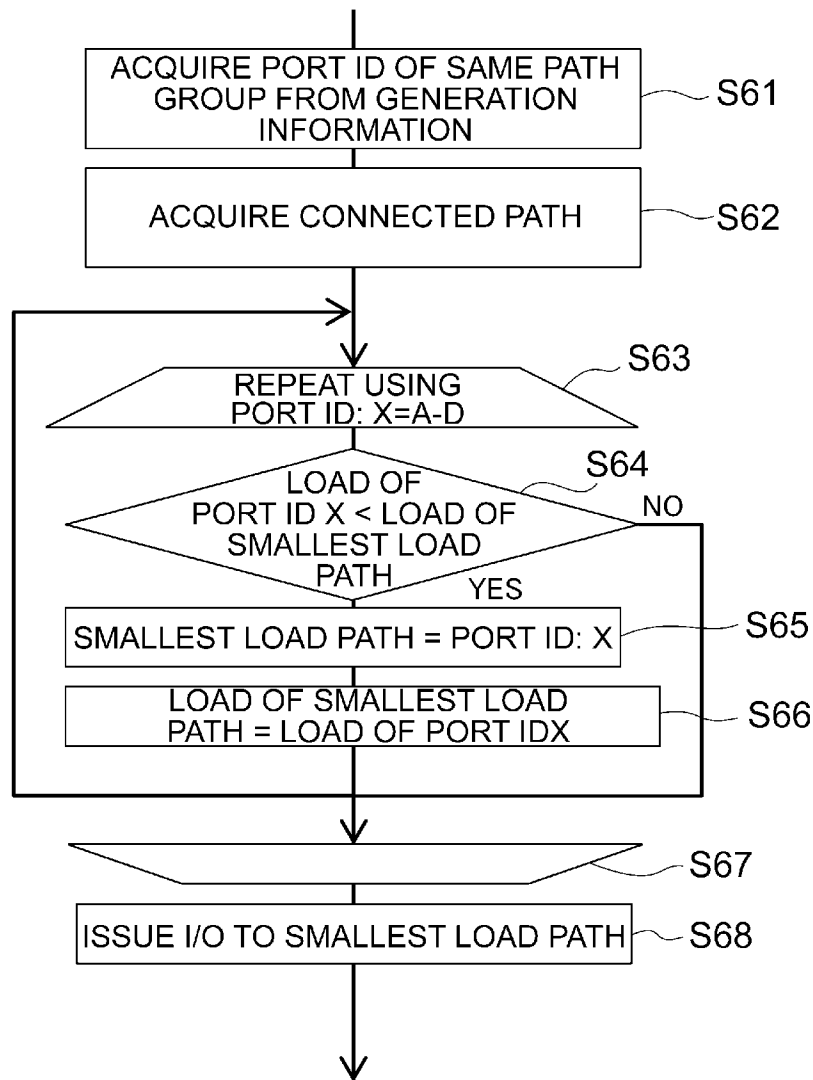 ACQUIRE PORT ID OF SAME PATH
GROUP FROM GENERATION
INFORMATION
S61
ACQUIRE CONNECTED PATH
S62
REPEAT USING
PORT ID: X=A-D
S63
LOAD OF
PORT ID X < LOAD OF
SMALLEST LOAD
PATH
S64
NO
YES
SMALLEST LOAD PATH = PORT ID: X
S65
LOAD OF SMALLEST LOAD
PATH = LOAD OF PORT IDX
S66
S67
ISSUE I/O TO SMALLEST LOAD PATH
S68